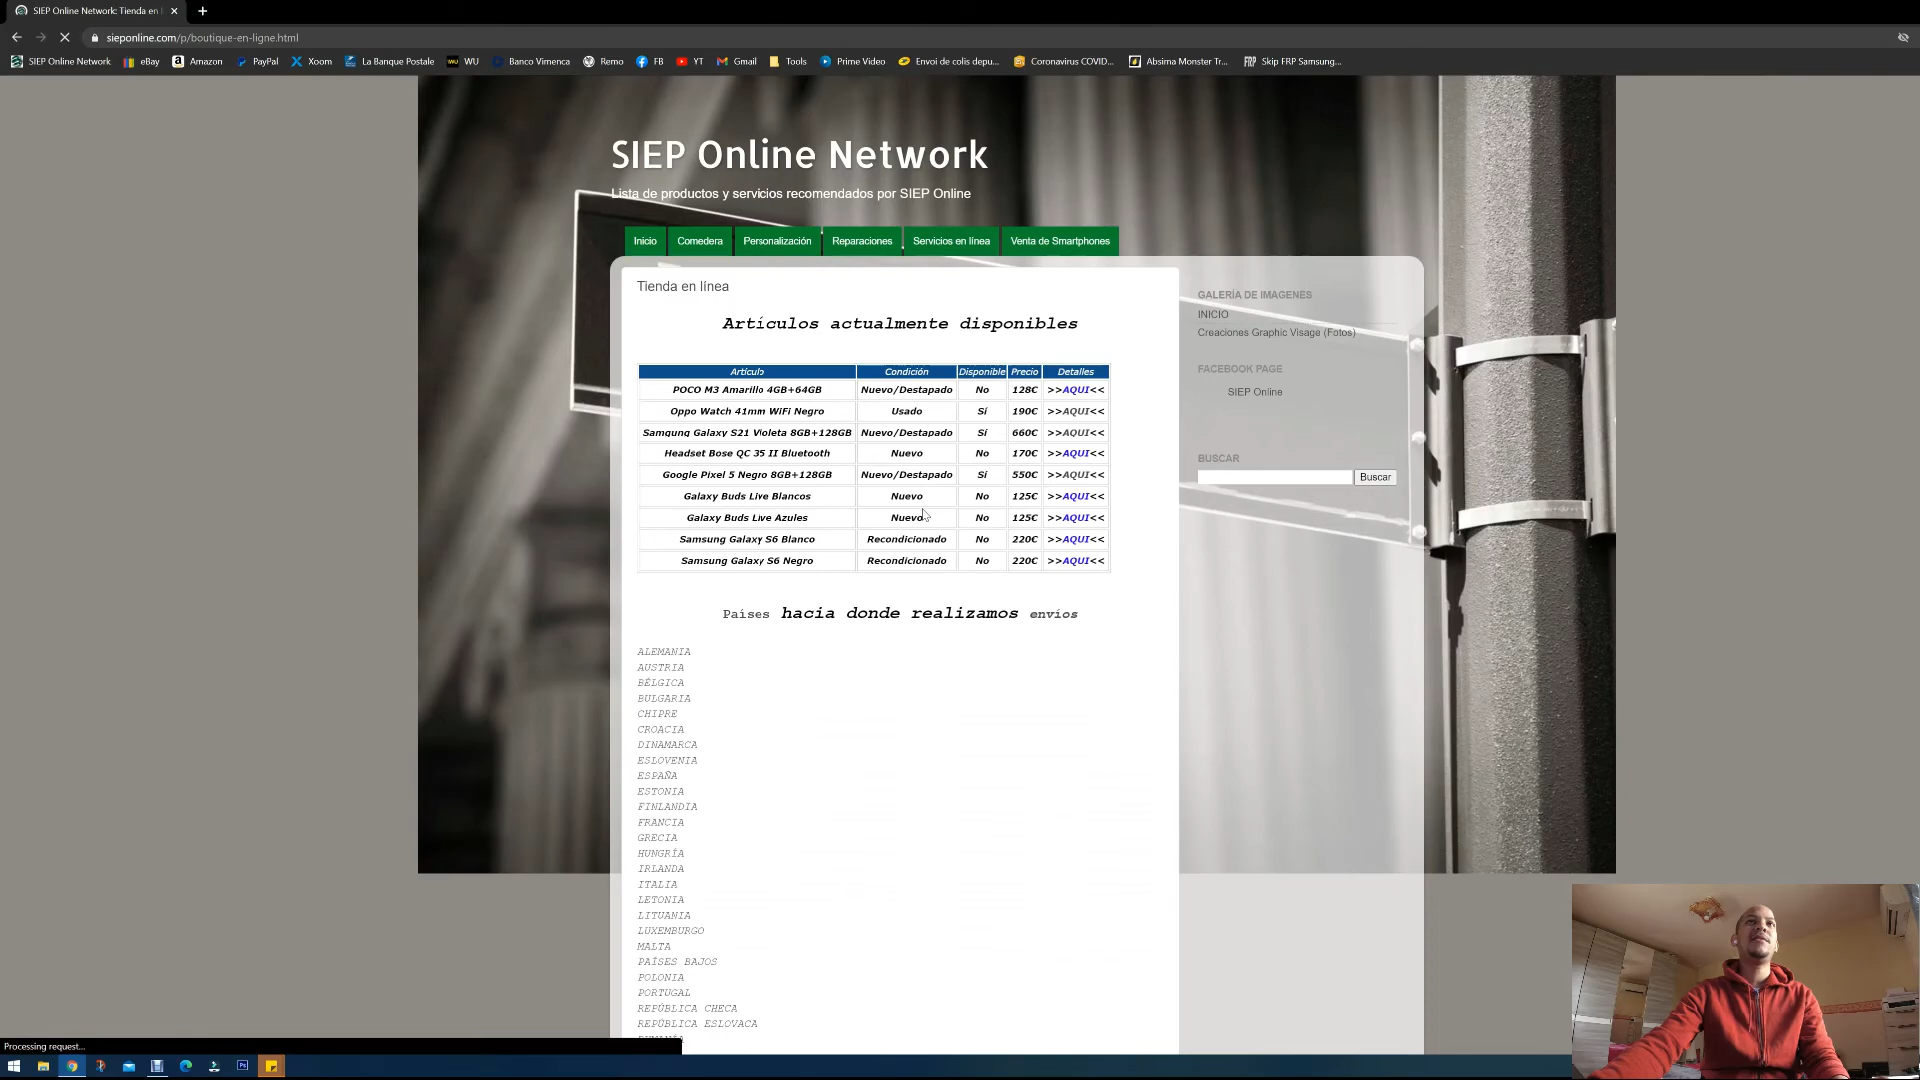 SIEP Online Network: Tienda en l
sieponline.com/p/boutique-en-ligne.html
SIEP Online Network eBay Amazon PayPal Xoom La Banque Postale WU Banco Vimenca Remo FB YT Gmail Tools Prime Video Envoi de colis depu... Coronavirus COVID... Absima Monster Tr... Skip FRP Samsung...
SIEP Online Network
Lista de productos y servicios recomendados por SIEP Online
Inicio Comedera Personalización Reparaciones Servicios en línea Venta de Smartphones
Tienda en línea
Artículos actualmente disponibles
Artículo Condición Disponible Precio Detalles
POCO M3 Amarillo 4GB+64GB Nuevo/Destapado No 128€ >>AQUI<<
Oppo Watch 41mm WiFi Negro Usado Sí 190€ >>AQUI<<
Samgung Galaxy S21 Violeta 8GB+128GB Nuevo/Destapado Sí 660€ >>AQUI<<
Headset Bose QC 35 II Bluetooth Nuevo No 170€ >>AQUI<<
Google Pixel 5 Negro 8GB+128GB Nuevo/Destapado Sí 550€ >>AQUI<<
Galaxy Buds Live Blancos Nuevo No 125€ >>AQUI<<
Galaxy Buds Live Azules Nuevo No 125€ >>AQUI<<
Samsung Galaxy S6 Blanco Recondicionado No 220€ >>AQUI<<
Samsung Galaxy S6 Negro Recondicionado No 220€ >>AQUI<<
Países hacia donde realizamos envíos
ALEMANIA
AUSTRIA
BÉLGICA
BULGARIA
CHIPRE
CROACIA
DINAMARCA
ESLOVENIA
ESPAÑA
ESTONIA
FINLANDIA
FRANCIA
GRECIA
HUNGRÍA
IRLANDA
ITALIA
LETONIA
LITUANIA
LUXEMBURGO
MALTA
PAÍSES BAJOS
POLONIA
PORTUGAL
REPÚBLICA CHECA
REPÚBLICA ESLOVACA
GALERÍA DE IMAGENES
INICIO
Creaciones Graphic Visage (Fotos)
FACEBOOK PAGE
SIEP Online
BUSCAR
Buscar
Processing request...
Ps